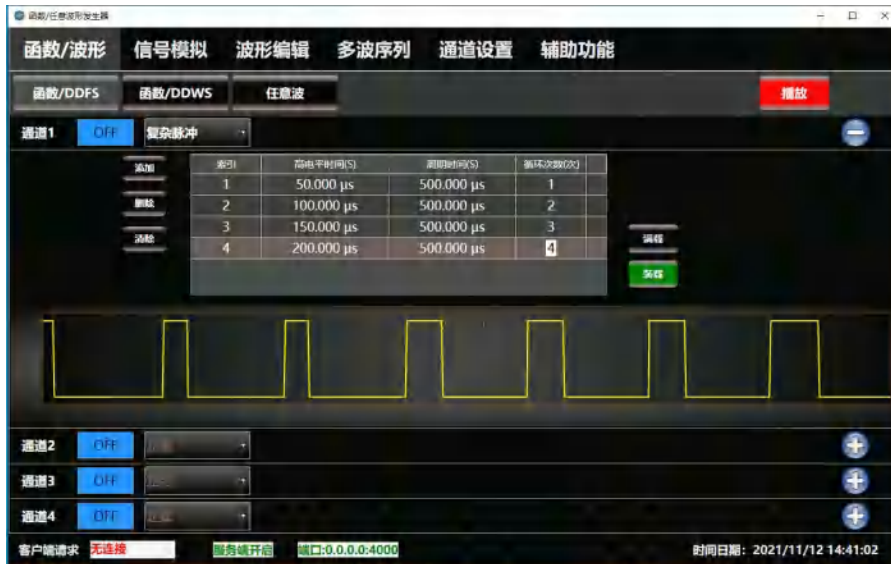 函数/任意波形发生器
函数/波形 信号模拟 波形编辑 多波序列 通道设置 辅助功能
函数/DDFS 函数/DDWS 任意波 播放
通道1 OFF 复杂脉冲
添加
删除
清除
索引 高电平时间(S) 周期时间(S) 循环次数(次)
1 50.000 μs 500.000 μs 1
2 100.000 μs 500.000 μs 2
3 150.000 μs 500.000 μs 3
4 200.000 μs 500.000 μs 4
通道2 OFF
通道3 OFF
通道4 OFF
客户端请求 无连接 服务端开启 端口:0.0.0.0:4000 时间日期: 2021/11/12 14:41:02